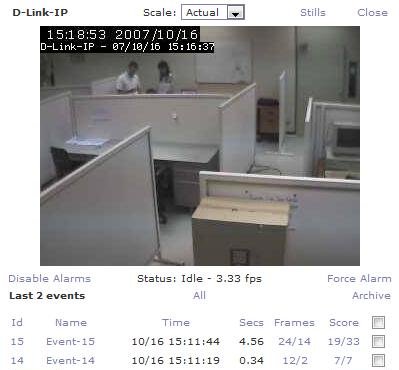 D-Link-IP Scale: Actual Stills Close
15:18:53 2007/10/16
D-Link-IP - 07/10/16 15:16:37
Disable Alarms Status: Idle - 3.33 fps Force Alarm
Last 2 events All Archive
Id Name Time Secs Frames Score
15 Event-15 10/16 15:11:44 4.56 24/14 19/33
14 Event-14 10/16 15:11:19 0.34 12/2 7/7